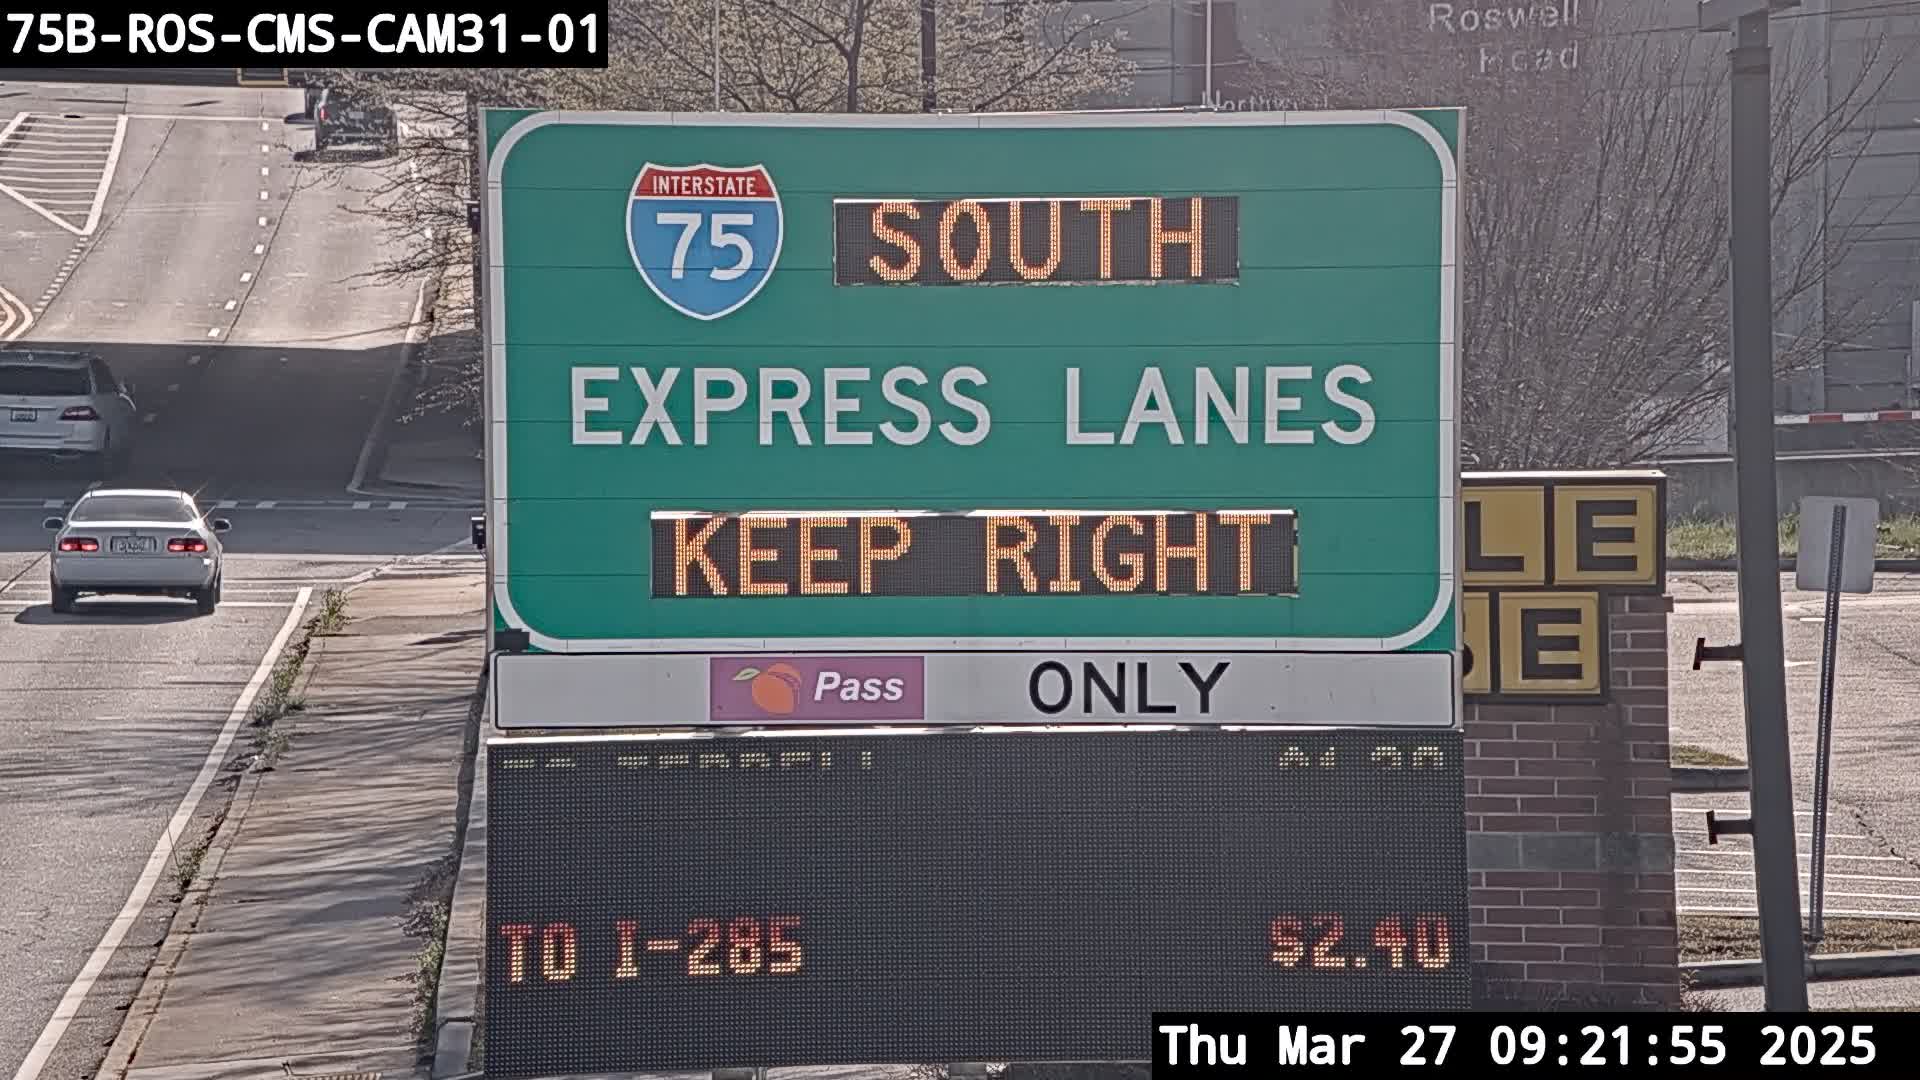 75B-ROS-CMS-CAM31-01
Roswell
Road
INTERSTATE
75
SOUTH
EXPRESS LANES
KEEP RIGHT
Pass
ONLY
LE
E
TO I-285
$2.40
Thu Mar 27 09:21:55 2025